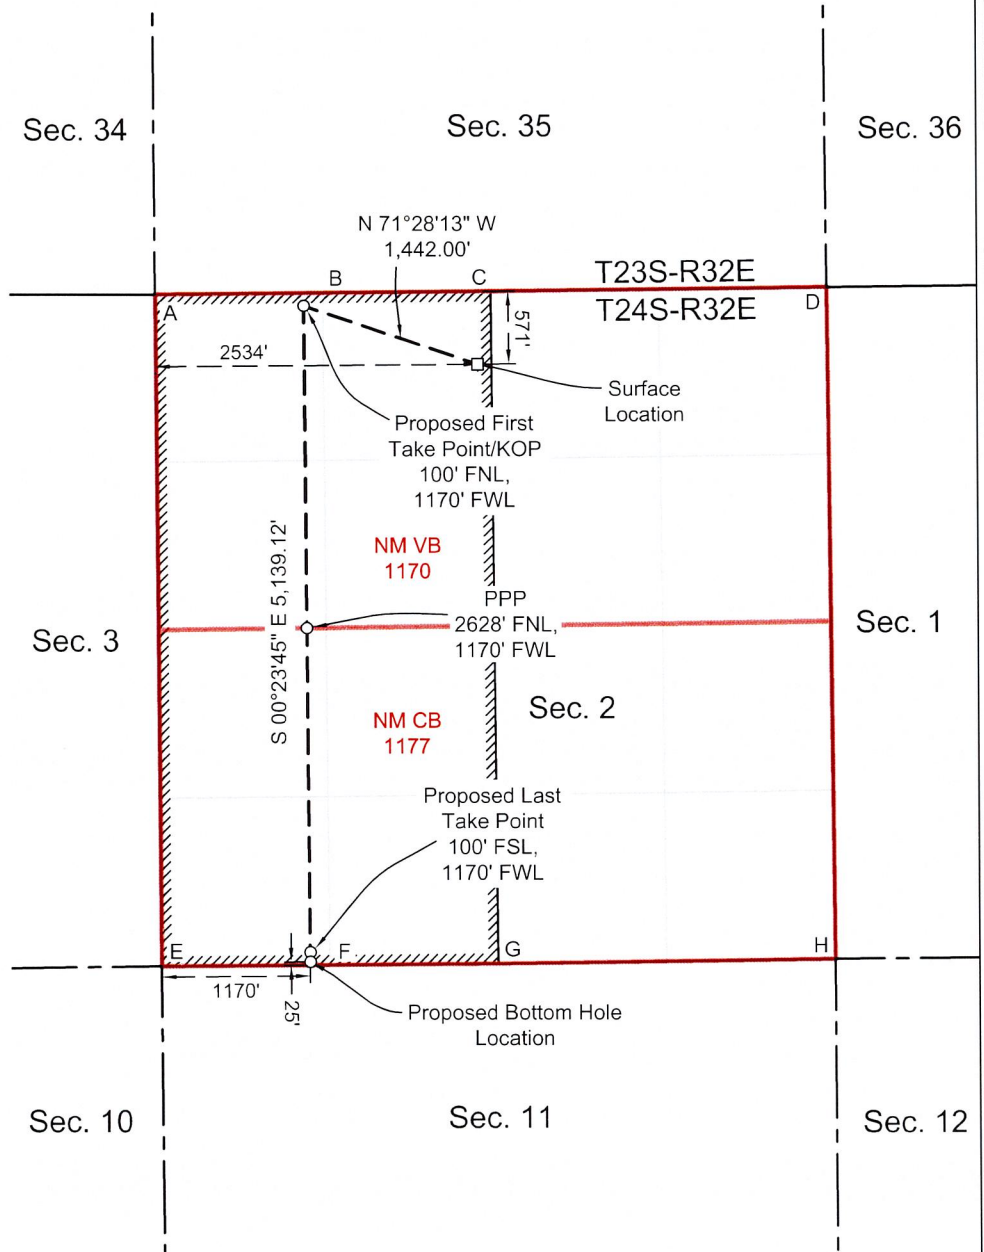 Sec. 34
Sec. 35
Sec. 36
N 71°28'13" W
1,442.00'
B
C
T23S-R32E
A
T24S-R32E
D
2534'
571'
Surface
Location
Proposed First
Take Point/KOP
100' FNL,
1170' FWL
S 00°23'45" E 5,139.12'
NM VB
1170
PPP
2628' FNL,
1170' FWL
Sec. 3
Sec. 1
NM CB
1177
Sec. 2
Proposed Last
Take Point
100' FSL,
1170' FWL
E
F
G
H
1170'
25'
Proposed Bottom Hole
Location
Sec. 10
Sec. 11
Sec. 12